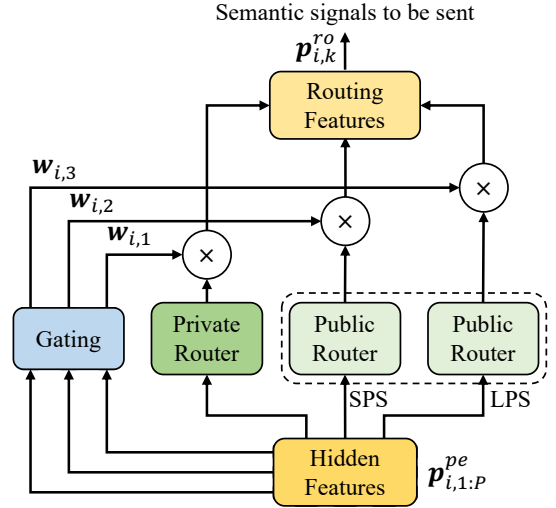 Semantic signals to be sent
p^{ro}_{i,k}
Routing
Features
w_{i,3}
×
w_{i,2}
×
w_{i,1}
×
Gating
Private
Router
Public
Router
Public
Router
SPS
LPS
Hidden
Features
p^{pe}_{i,1:P}